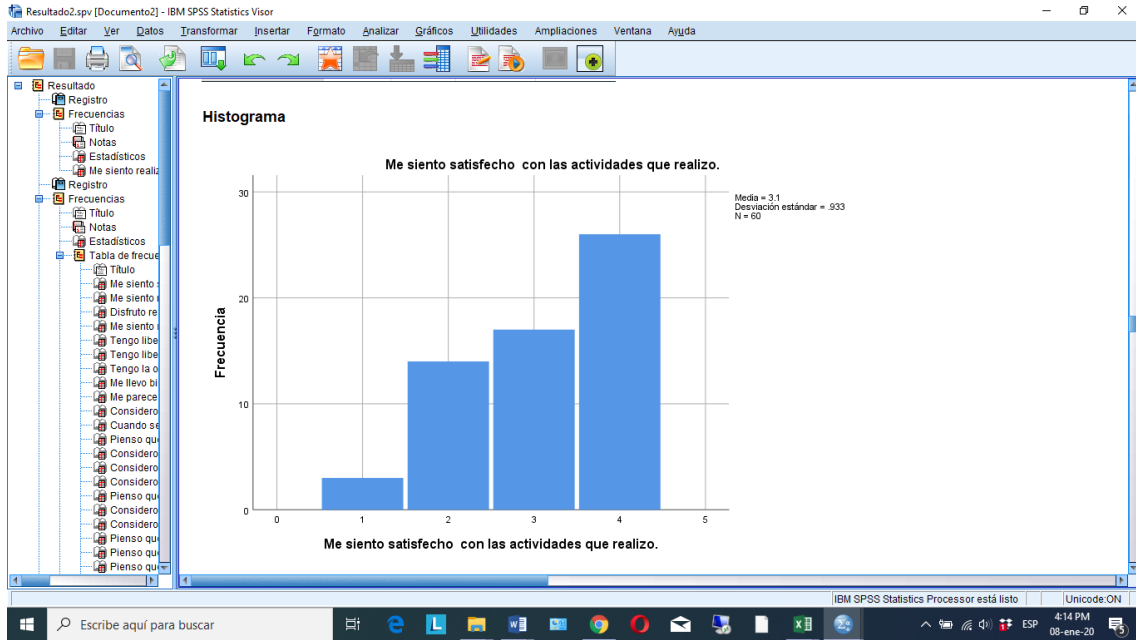 Resultado2.spv [Documento2] - IBM SPSS Statistics Visor
Archivo Editar Ver Datos Transformar Insertar Formato Analizar Gráficos Utilidades Ampliaciones Ventana Ayuda
Resultado
Registro
Frecuencias
Título
Notas
Estadísticos
Me siento realiz
Registro
Frecuencias
Título
Notas
Estadísticos
Tabla de frecue
Título
Me siento s
Me siento r
Disfruto re
Me siento r
Tengo libe
Tengo libe
Tengo la o
Me llevo bi
Me parece
Considero
Cuando se
Pienso que
Considero
Considero
Pienso que
Considero
Considero
Pienso que
Pienso que
Pienso que
Histograma
Me siento satisfecho con las actividades que realizo.
Media = 3.1
Desviación estándar = .933
N = 60
Frecuencia
30
20
10
0
0 1 2 3 4 5
Me siento satisfecho con las actividades que realizo.
IBM SPSS Statistics Processor está listo Unicode:ON
Escribe aquí para buscar
ESP
4:14 PM
08-ene-20
5